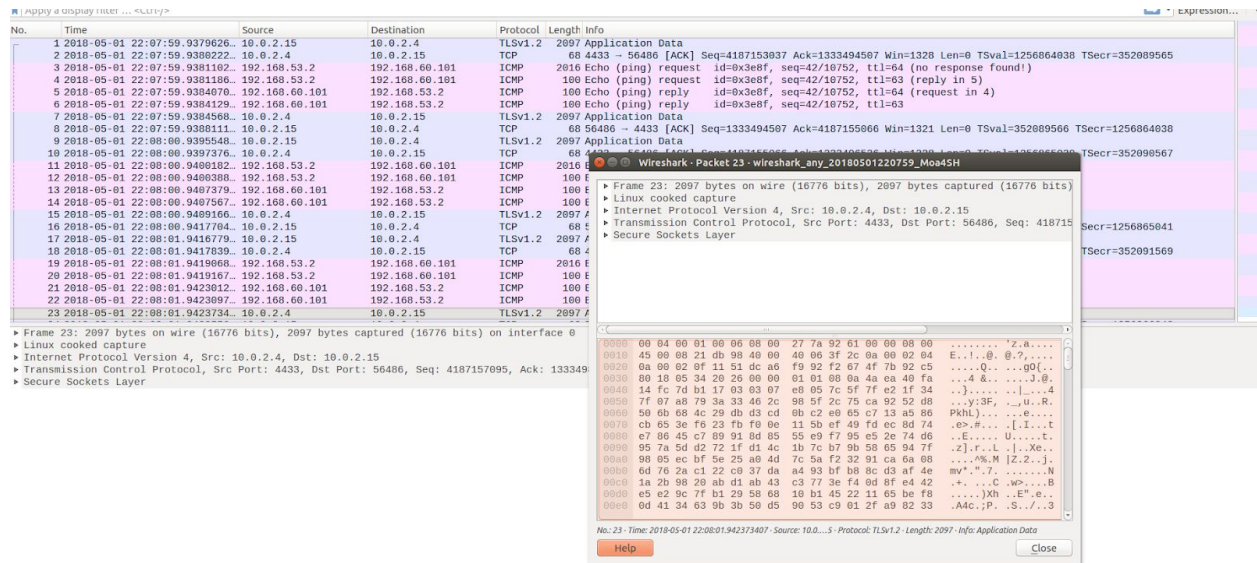 Apply a display filter ... <Ctrl-/>
Expression...
No. Time Source Destination Protocol Length Info
1 2018-05-01 22:07:59.9379626… 10.0.2.15 10.0.2.4 TLSv1.2 2097 Application Data
2 2018-05-01 22:07:59.9380222… 10.0.2.4 10.0.2.15 TCP 68 4433 → 56486 [ACK] Seq=4187153037 Ack=1333494507 Win=1328 Len=0 TSval=1256864038 TSecr=352089565
3 2018-05-01 22:07:59.9381102… 192.168.53.2 192.168.60.101 ICMP 2016 Echo (ping) request id=0x3e8f, seq=42/10752, ttl=64 (no response found!)
4 2018-05-01 22:07:59.9381186… 192.168.53.2 192.168.60.101 ICMP 100 Echo (ping) request id=0x3e8f, seq=42/10752, ttl=63 (reply in 5)
5 2018-05-01 22:07:59.9384070… 192.168.60.101 192.168.53.2 ICMP 100 Echo (ping) reply id=0x3e8f, seq=42/10752, ttl=64 (request in 4)
6 2018-05-01 22:07:59.9384129… 192.168.60.101 192.168.53.2 ICMP 100 Echo (ping) reply id=0x3e8f, seq=42/10752, ttl=63
7 2018-05-01 22:07:59.9384568… 10.0.2.4 10.0.2.15 TLSv1.2 2097 Application Data
8 2018-05-01 22:07:59.9388111… 10.0.2.15 10.0.2.4 TCP 68 56486 → 4433 [ACK] Seq=1333494507 Ack=4187155066 Win=1321 Len=0 TSval=352089566 TSecr=1256864038
9 2018-05-01 22:08:00.9395548… 10.0.2.15 10.0.2.4 TLSv1.2 2097 Application Data
10 2018-05-01 22:08:00.9397376… 10.0.2.4 10.0.2.15 TCP 68
11 2018-05-01 22:08:00.9400182… 192.168.53.2 192.168.60.101 ICMP 2016 E
12 2018-05-01 22:08:00.9400388… 192.168.53.2 192.168.60.101 ICMP 100 E
13 2018-05-01 22:08:00.9407379… 192.168.60.101 192.168.53.2 ICMP 100 E
14 2018-05-01 22:08:00.9407567… 192.168.60.101 192.168.53.2 ICMP 100 E
15 2018-05-01 22:08:00.9409166… 10.0.2.4 10.0.2.15 TLSv1.2 2097 A
16 2018-05-01 22:08:00.9417704… 10.0.2.15 10.0.2.4 TCP 68 5 Secr=1256865041
17 2018-05-01 22:08:01.9416779… 10.0.2.15 10.0.2.4 TLSv1.2 2097 A
18 2018-05-01 22:08:01.9417839… 10.0.2.4 10.0.2.15 TCP 68 4 TSecr=352091569
19 2018-05-01 22:08:01.9419068… 192.168.53.2 192.168.60.101 ICMP 2016 E
20 2018-05-01 22:08:01.9419167… 192.168.53.2 192.168.60.101 ICMP 100 E
21 2018-05-01 22:08:01.9423012… 192.168.60.101 192.168.53.2 ICMP 100 E
22 2018-05-01 22:08:01.9423097… 192.168.60.101 192.168.53.2 ICMP 100 E
23 2018-05-01 22:08:01.9423734… 10.0.2.4 10.0.2.15 TLSv1.2 2097 A
Frame 23: 2097 bytes on wire (16776 bits), 2097 bytes captured (16776 bits) on interface 0
Linux cooked capture
Internet Protocol Version 4, Src: 10.0.2.4, Dst: 10.0.2.15
Transmission Control Protocol, Src Port: 4433, Dst Port: 56486, Seq: 4187157095, Ack: 133349
Secure Sockets Layer
Wireshark · Packet 23 · wireshark_any_20180501220759_Moa4SH
Frame 23: 2097 bytes on wire (16776 bits), 2097 bytes captured (16776 bits)
Linux cooked capture
Internet Protocol Version 4, Src: 10.0.2.4, Dst: 10.0.2.15
Transmission Control Protocol, Src Port: 4433, Dst Port: 56486, Seq: 418715
Secure Sockets Layer
0000 00 04 00 01 00 06 08 00 27 7a 92 61 00 00 08 00 ........ 'z.a....
0010 45 00 08 21 db 98 40 00 40 06 3f 2c 0a 00 02 04 E..!..@. @.?,....
0020 0a 00 02 0f 11 51 dc a6 f9 92 f2 67 4f 7b 92 c5 .....Q.. ...gO{..
0030 80 18 05 34 20 26 00 00 01 01 08 0a 4a ea 40 fa ...4 &.. ....J.@.
0040 14 fc 7d b1 17 03 03 07 e8 05 7c 5f 7f e2 1f 34 ..}..... ..|_...4
0050 7f 07 a8 79 3a 33 46 2c 98 5f 2c 75 ca 92 52 d8 ...y:3F, ._,u..R.
0060 50 6b 68 4c 29 db d3 cd 0b c2 e0 65 c7 13 a5 86 PkhL)... ...e....
0070 cb 65 3e f6 23 fb f0 0e 11 5b ef 49 fd ec 8d 74 .e>.#... .[.I...t
0080 e7 86 45 c7 89 91 8d 85 55 e9 f7 95 e5 2e 74 d6 ..E..... U.....t.
0090 95 7a 5d d2 72 1f d1 4c 1b 7c b7 9b 58 65 94 7f .z].r..L .|..Xe..
00a0 98 05 ec bf 5e 25 a0 4d 7c 5a f2 32 91 ca 6a 08 ....^%.M |Z.2..j.
00b0 6d 76 2a c1 22 c0 37 da a4 93 bf b8 8c d3 af 4e mv*.".7. .......N
00c0 1a 2b 98 20 ab d1 ab 43 c3 77 3e f4 0d 8f e4 42 .+. ...C .w>....B
00d0 e5 e2 9c 7f b1 29 58 68 10 b1 45 22 11 65 be f8 .....)Xh ..E".e..
00e0 0d 41 34 63 9b 3b 50 d5 90 53 c9 01 2f a9 82 33 .A4c.;P. .S../..3
No.: 23 · Time: 2018-05-01 22:08:01.942373407 · Source: 10.0....5 · Protocol: TLSv1.2 · Length: 2097 · Info: Application Data
Help
Close